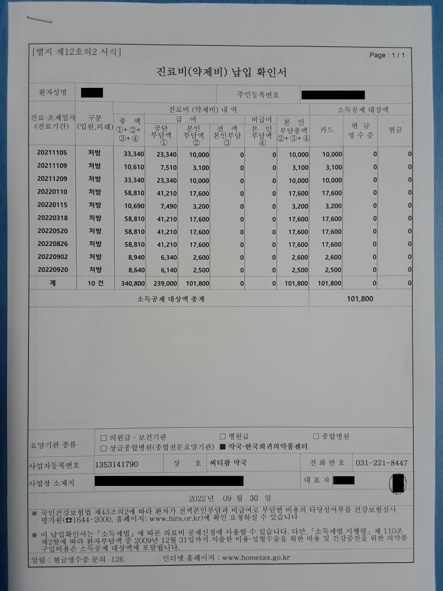 [별지 제12호의2 서식]
Page : 1 / 1
진료비(약제비) 납입 확인서
환자성명
주민등록번호
진료·조제일자
(진료기간)
구분
(입원,외래)
진료비 (약제비) 내 역
소득공제 대상액
총 액
①+②+
③+④
급 여
비급여
공단
부담액
①
본인
부담액
②
전 액
본인부담
③
본 인
부담액
④
본 인
부담총액
②+③+④
카드
현 금
영 수 증
현금
20211105 처방 33,340 23,340 10,000 0 0 10,000 10,000 0 0
20211109 처방 10,610 7,510 3,100 0 0 3,100 3,100 0 0
20211209 처방 33,340 23,340 10,000 0 0 10,000 10,000 0 0
20220110 처방 58,810 41,210 17,600 0 0 17,600 17,600 0 0
20220115 처방 10,690 7,490 3,200 0 0 3,200 3,200 0 0
20220318 처방 58,810 41,210 17,600 0 0 17,600 17,600 0 0
20220520 처방 58,810 41,210 17,600 0 0 17,600 17,600 0 0
20220826 처방 58,810 41,210 17,600 0 0 17,600 17,600 0 0
20220902 처방 8,940 6,340 2,600 0 0 2,600 2,600 0 0
20220920 처방 8,640 6,140 2,500 0 0 2,500 2,500 0 0
계 10 건 340,800 239,000 101,800 0 0 101,800 101,800 0 0
소득공제 대상액 총계 101,800
요양기관 종류
□ 의원급·보건기관 □ 병원급 □ 종합병원
□ 상급종합병원(종합전문요양기관) ■ 약국·한국희귀의약품센터
사업자등록번호 1353141790 상 호 씨티팜 약국 전 화 번 호 031-221-8447
사업장 소재지 대 표 자
2022년 09 월 30 일
※ 국민건강보험법 제43조의2에 따라 환자가 전액본인부담과 비급여로 부담한 비용의 타당성여부를 건강보험심사
평가원(☎1644-2000, 홈페이지: www.hira.or.kr)에 확인 요청하실 수 있습니다
※ 이 납입확인서는 「소득세법」에 따른 의료비 공제신청에 사용할 수 있습니다. 다만, 「소득세법 시행령」 제 110조
제2항에 따라 환자부담액 중 2009년 12월 31일까지 지출한 미용·성형수술을 위한 비용 및 건강증진을 위한 의약품
구입비용은 소득공제 대상액에 포함됩니다.
알림 : 현금영수증 문의 126 인터넷 홈페이지 : www.hometax.go.kr